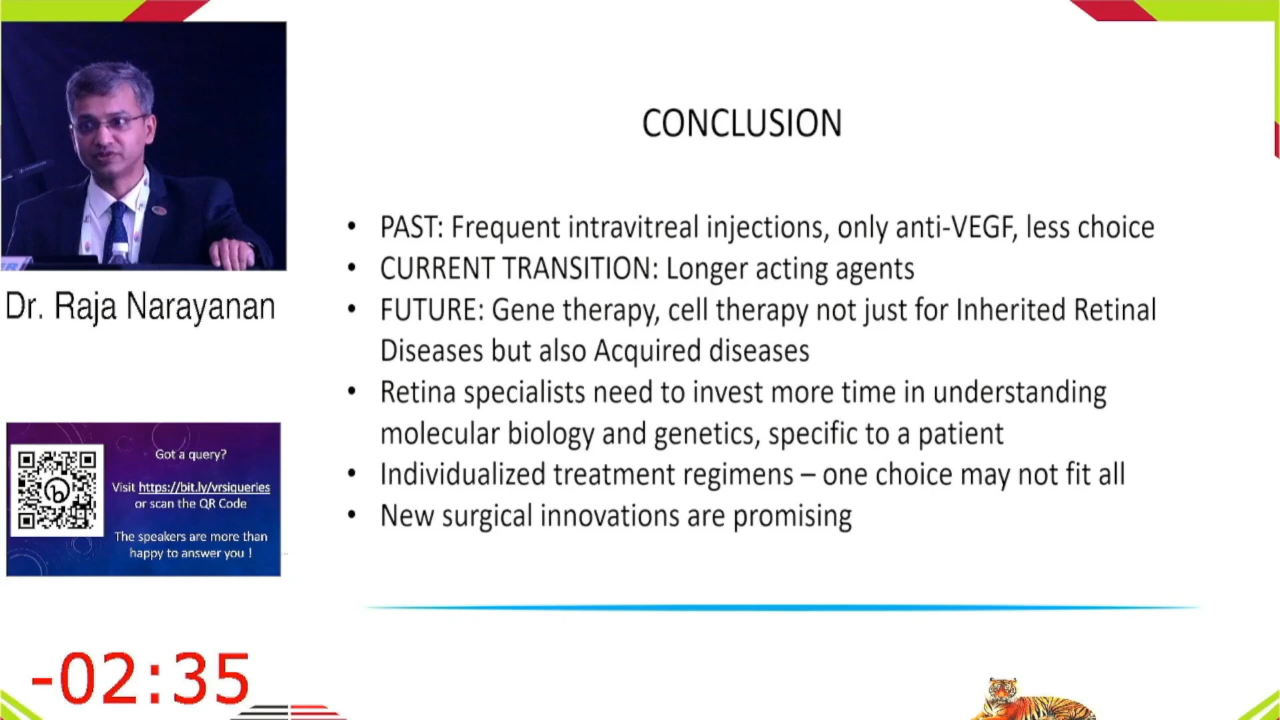 CONCLUSION
• PAST: Frequent intravitreal injections, only anti-VEGF, less choice
• CURRENT TRANSITION: Longer acting agents
• FUTURE: Gene therapy, cell therapy not just for Inherited Retinal
Diseases but also Acquired diseases
• Retina specialists need to invest more time in understanding
molecular biology and genetics, specific to a patient
• Individualized treatment regimens – one choice may not fit all
• New surgical innovations are promising
Dr. Raja Narayanan
Got a query?
Visit https://bit.ly/vrsiqueries
or scan the QR Code
The speakers are more than
happy to answer you !
-02:35